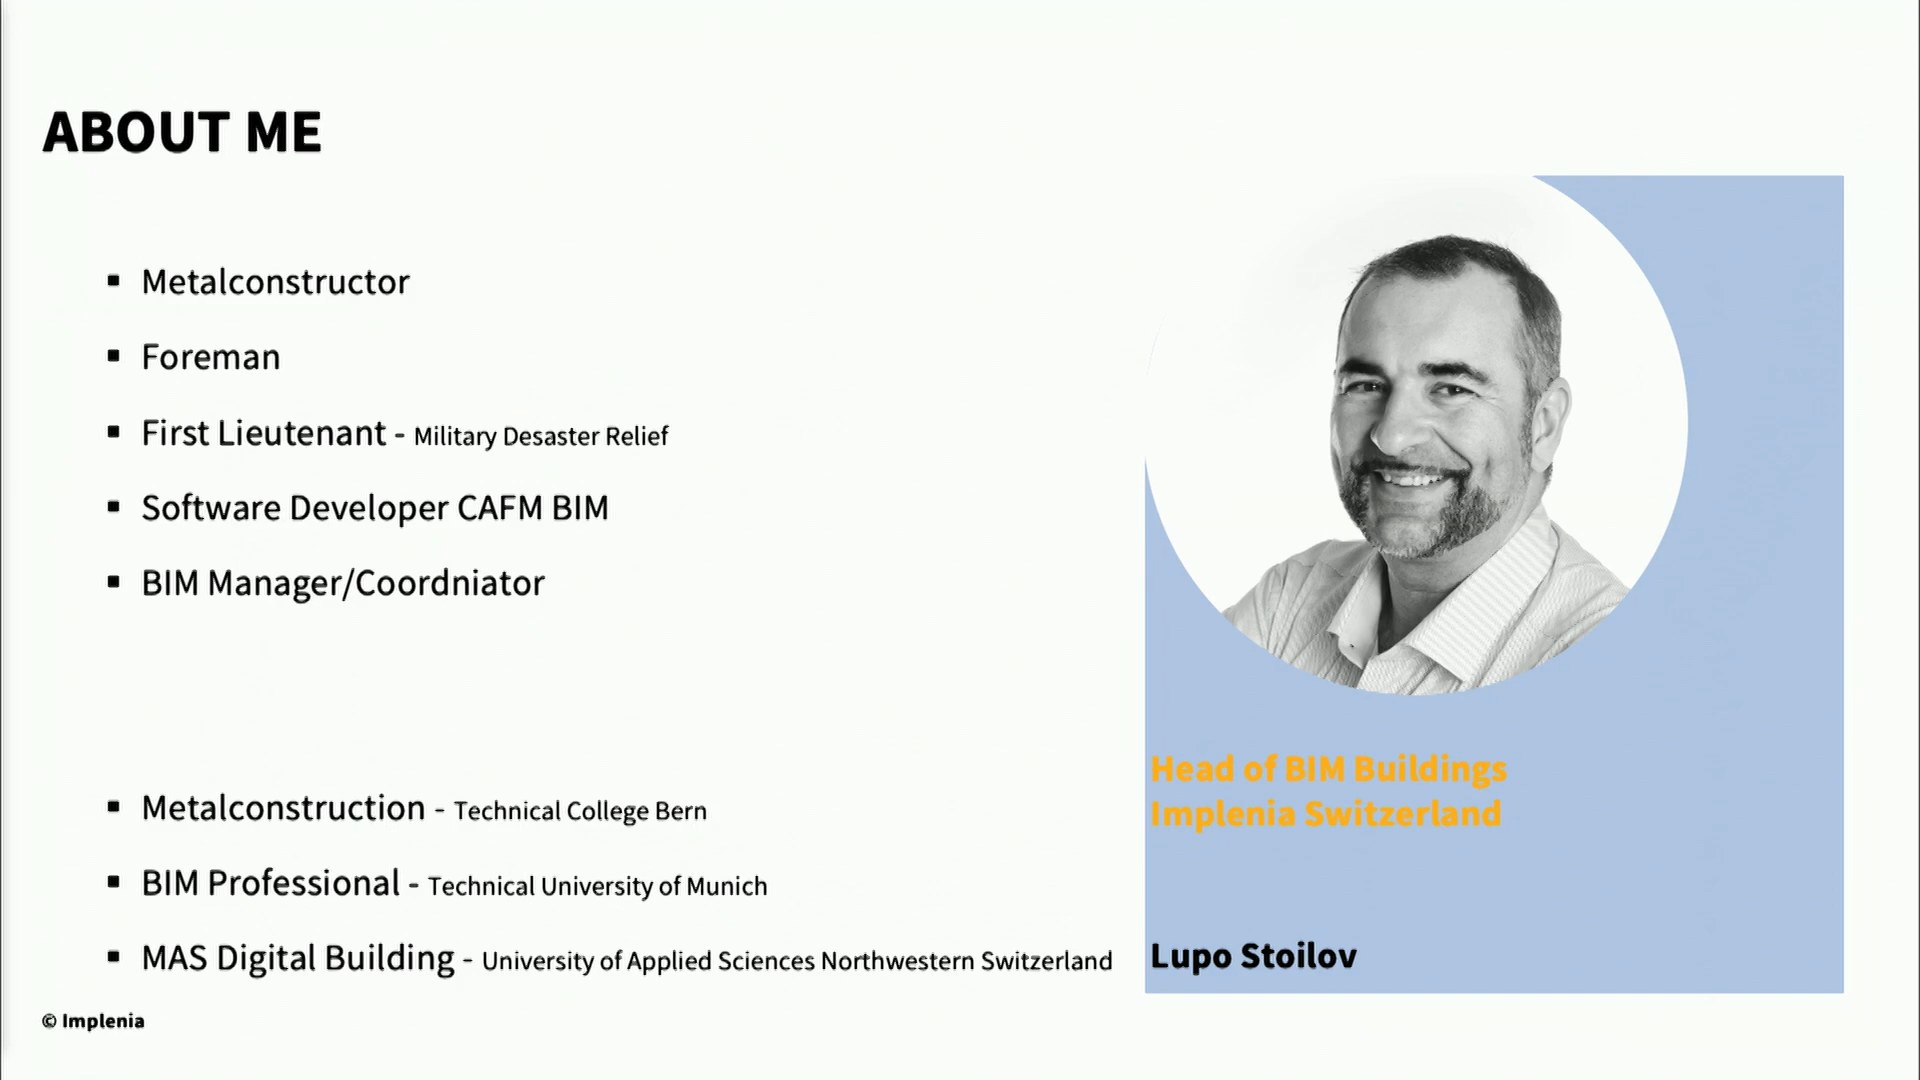 ABOUT ME
Metalconstructor
Foreman
First Lieutenant - Military Desaster Relief
Software Developer CAFM BIM
BIM Manager/Coordniator
Metalconstruction - Technical College Bern
BIM Professional - Technical University of Munich
MAS Digital Building - University of Applied Sciences Northwestern Switzerland
Head of BIM Buildings
Implenia Switzerland
Lupo Stoilov
© Implenia